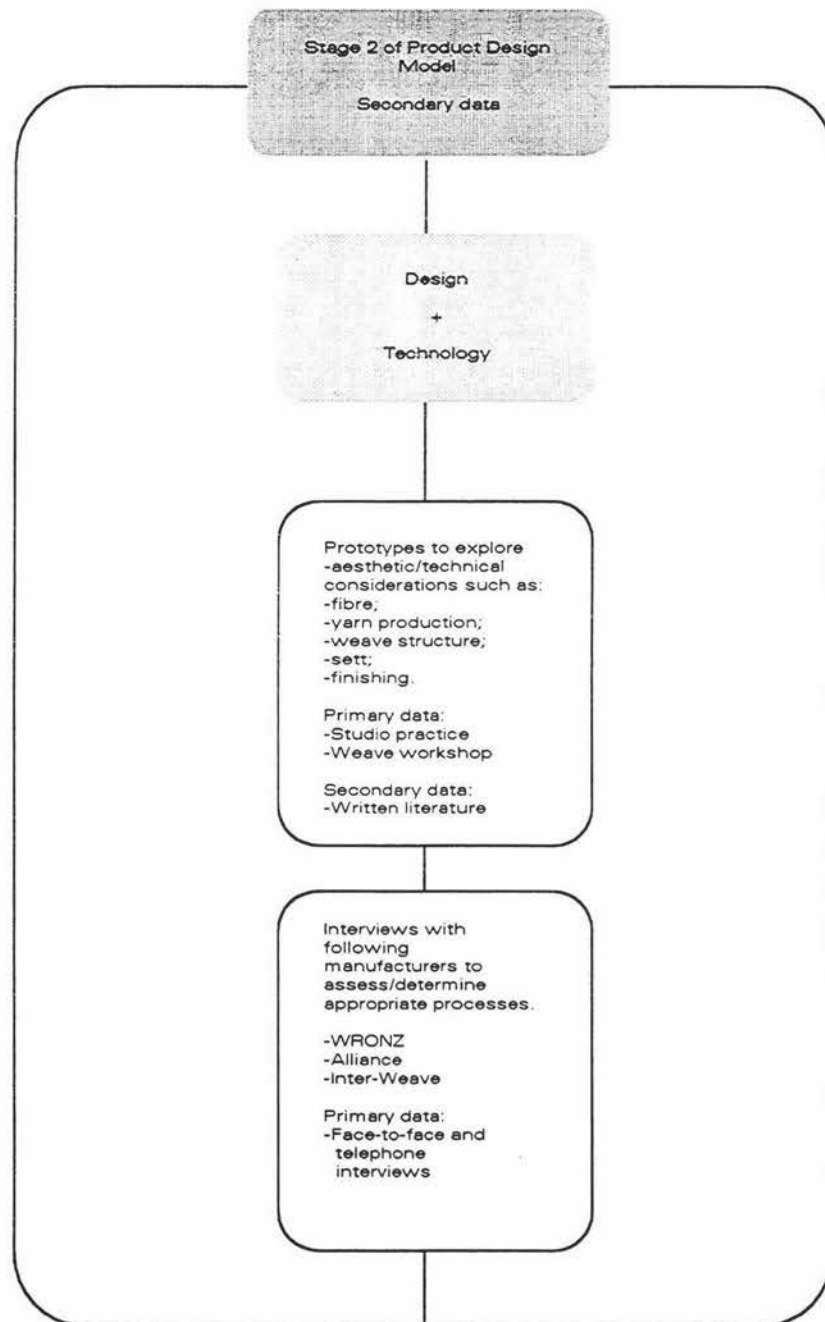 Stage 2 of Product Design
Model
Secondary data
Design
+
Technology
Prototypes to explore
-aesthetic/technical
considerations such as:
-fibre;
-yarn production;
-weave structure;
-sett;
-finishing.
Primary data:
-Studio practice
-Weave workshop
Secondary data:
-Written literature
Interviews with
following
manufacturers to
assess/determine
appropriate processes.
-WRONZ
-Alliance
-Inter-Weave
Primary data:
-Face-to-face and
telephone
interviews